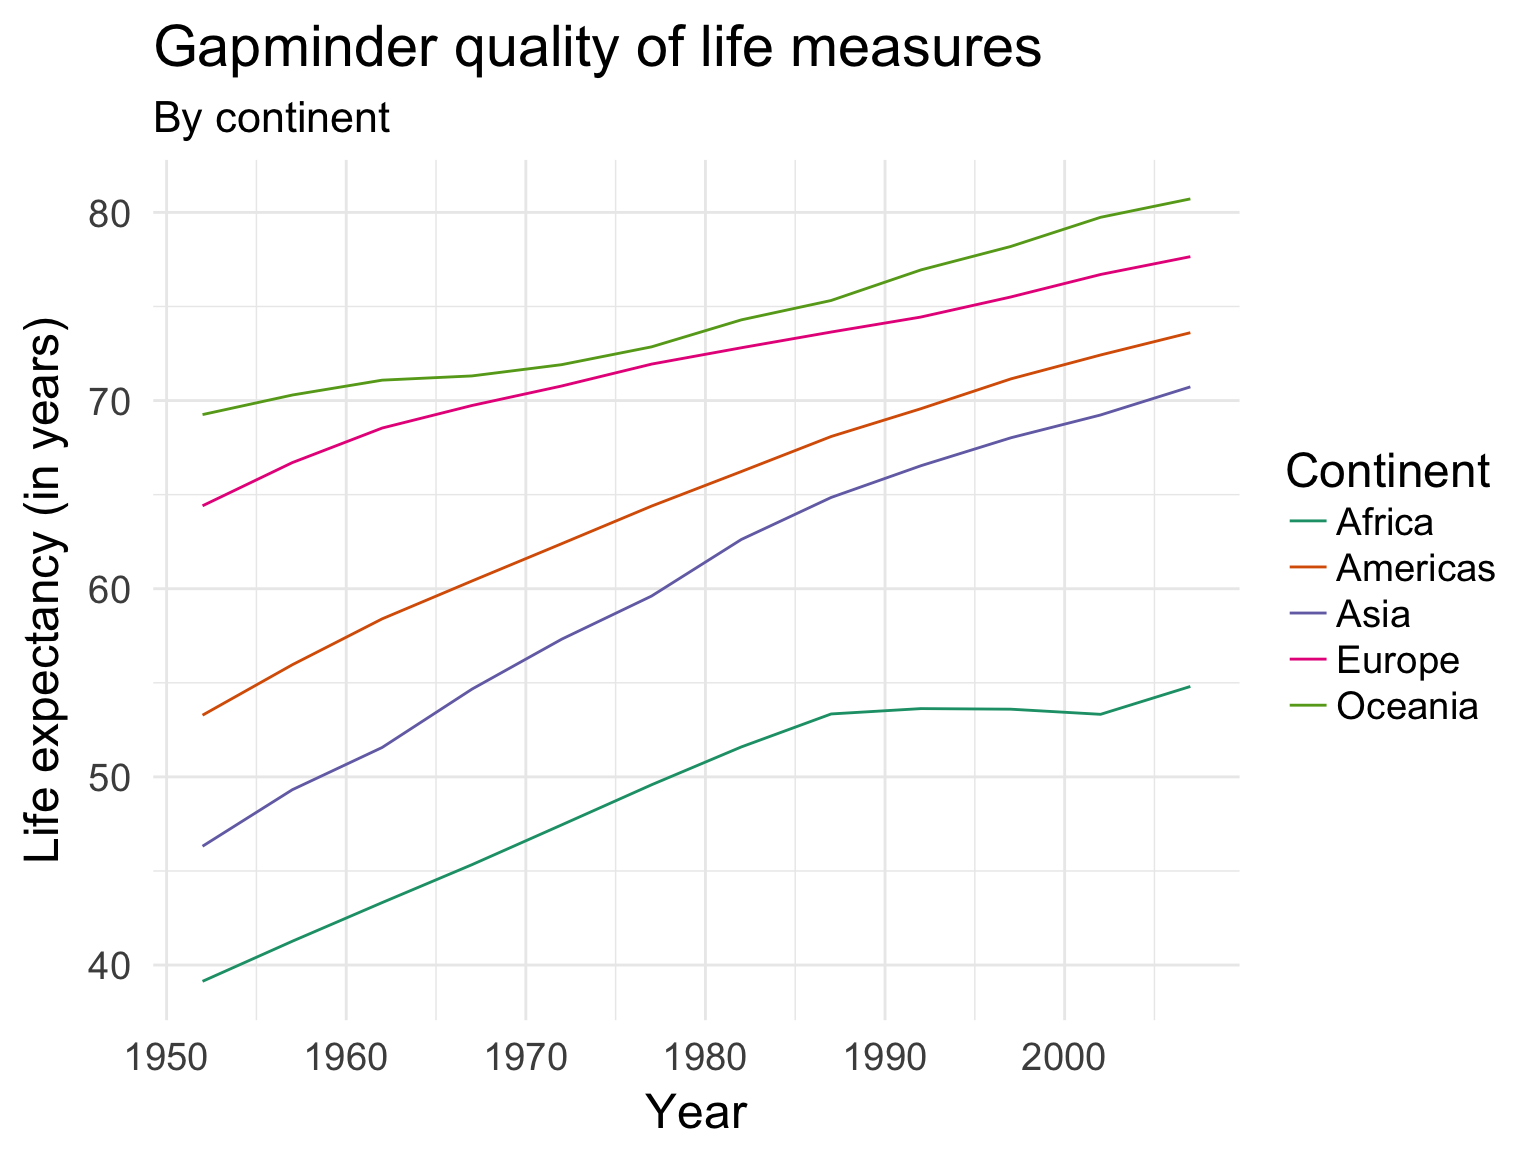 Gapminder quality of life measures
By continent
Life expectancy (in years)
80
70
60
50
40
1950 1960 1970 1980 1990 2000
Year
Continent
Africa
Americas
Asia
Europe
Oceania